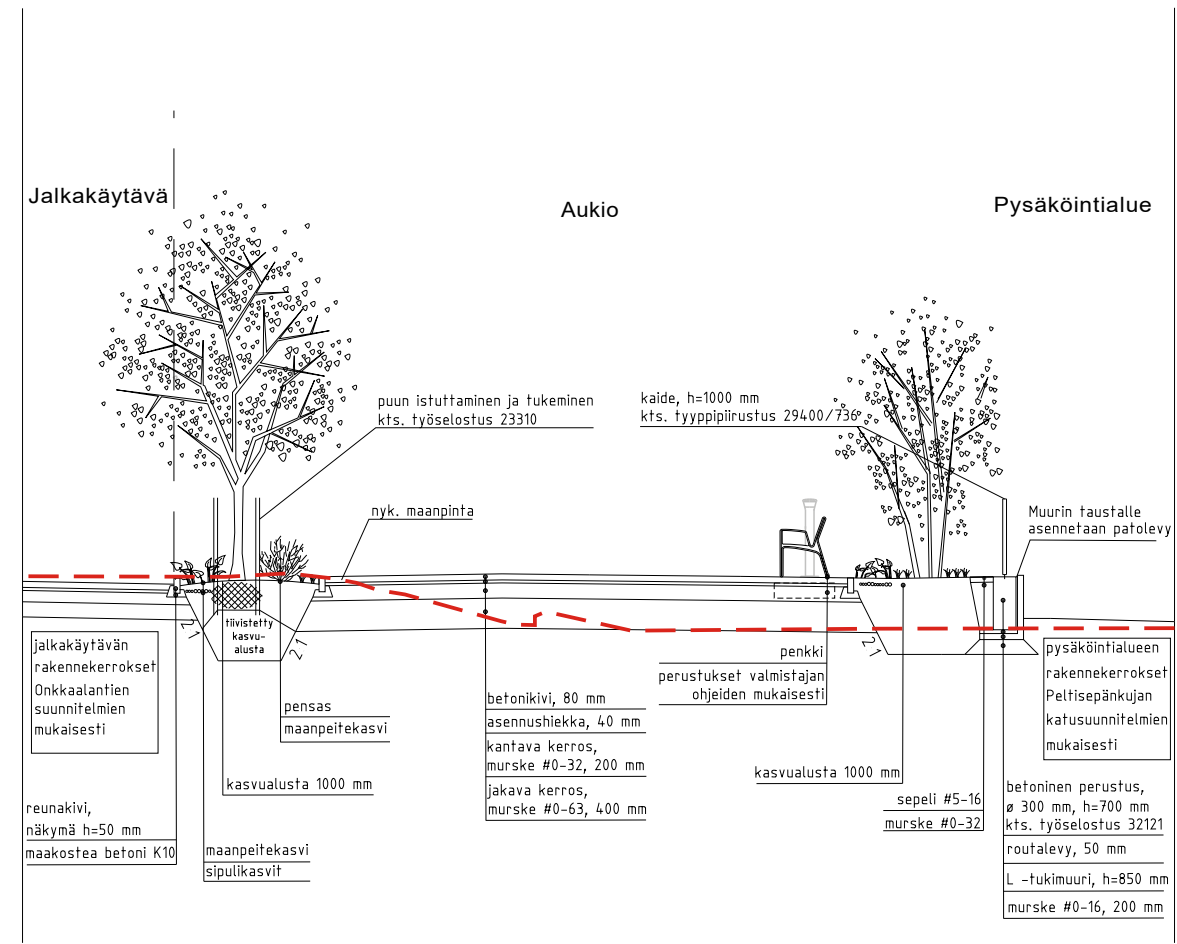 Jalkakäytävä
Aukio
Pysäköintialue
puun istuttaminen ja tukeminen
kts. työselostus 23310
kaide, h=1000 mm
kts. tyyppipiirustus 29400/736
nyk. maanpinta
Muurin taustalle
asennetaan patolevy
tiivistetty
kasvu-
alusta
2
1
2
1
2
1
jalkakäytävän
rakennekerrokset
Onkkaalantien
suunnitelmien
mukaisesti
pensas
maanpeitekasvi
kasvualusta 1000 mm
reunakivi,
näkymä h=50 mm
maakostea betoni K10
maanpeitekasvi
sipulikasvit
betonikivi, 80 mm
asennushiekka, 40 mm
kantava kerros,
murske #0-32, 200 mm
jakava kerros,
murske #0-63, 400 mm
penkki
perustukset valmistajan
ohjeiden mukaisesti
kasvualusta 1000 mm
sepeli #5-16
murske #0-32
pysäköintialueen
rakennekerrokset
Peltisepänkujan
katusuunnitelmien
mukaisesti
betoninen perustus,
ø 300 mm, h=700 mm
kts. työselostus 32121
routalevy, 50 mm
L -tukimuuri, h=850 mm
murske #0-16, 200 mm